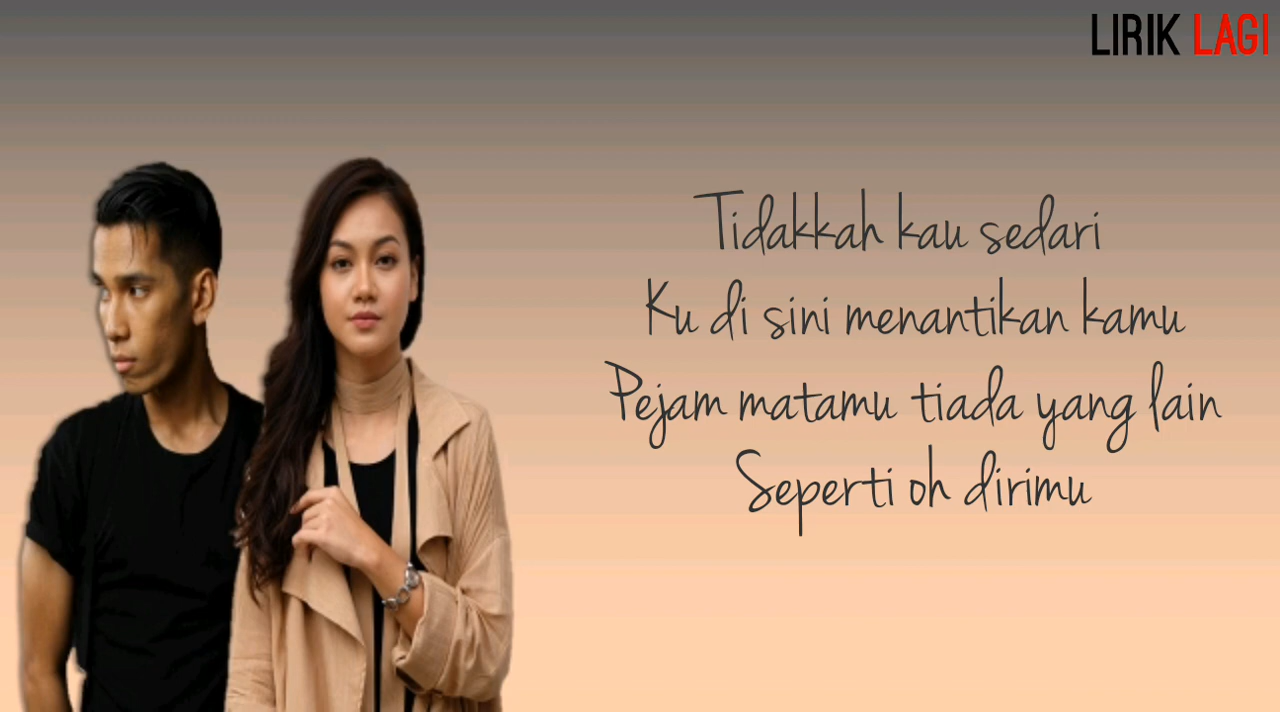 LIRIK LAGI
Tidakkah kau sedari
Ku di sini menantikan kamu
Pejam matamu tiada yang lain
Seperti oh dirimu